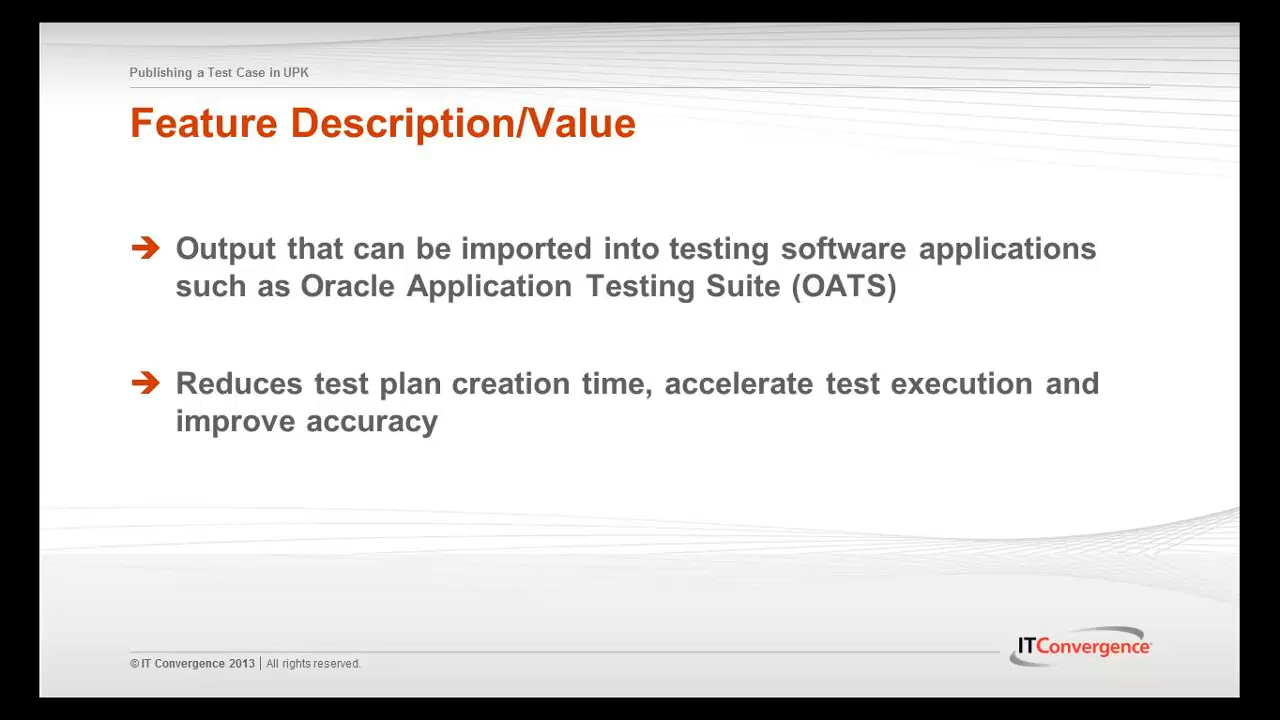 Publishing a Test Case in UPK
Feature Description/Value
Output that can be imported into testing software applications
such as Oracle Application Testing Suite (OATS)
Reduces test plan creation time, accelerate test execution and
improve accuracy
© IT Convergence 2013 | All rights reserved.
ITConvergence